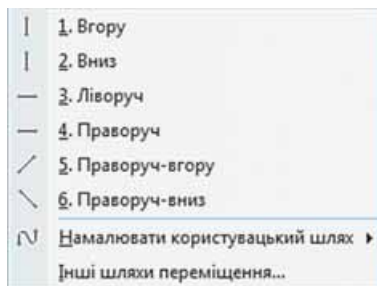 1. Вгору
2. Вниз
3. Ліворуч
4. Праворуч
5. Праворуч-вгору
6. Праворуч-вниз
Намалювати користувацький шлях
Інші шляхи переміщення...